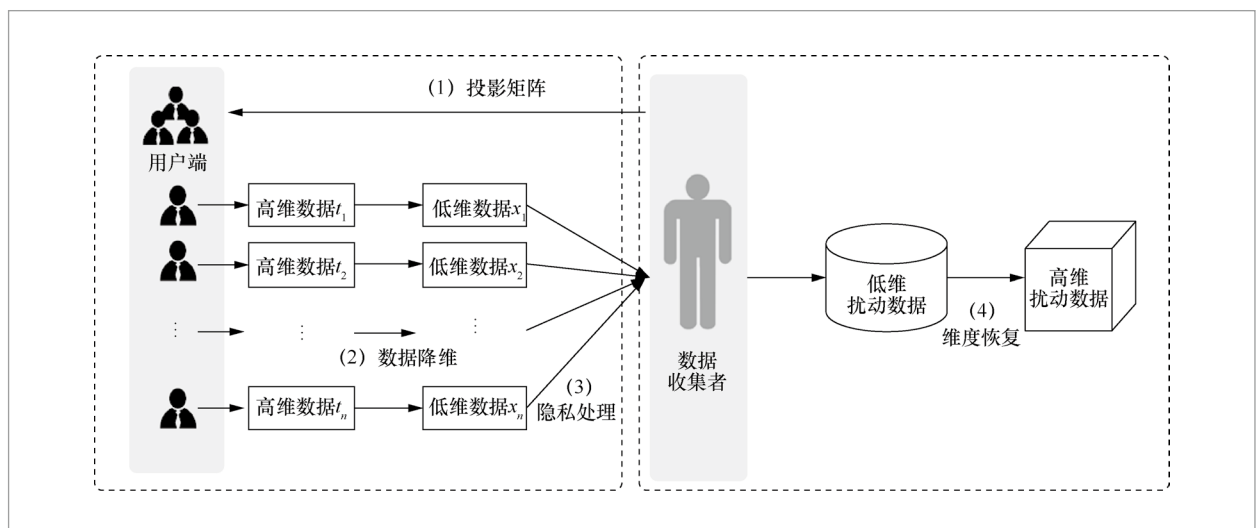 (1) 投影矩阵
用户端
高维数据t₁
低维数据x₁
高维数据t₂
低维数据x₂
⋮
⋮
⋮
(2) 数据降维
高维数据tₙ
低维数据xₙ
(3)
隐私处理
数据
收集者
低维
扰动数据
(4)
维度恢复
高维
扰动数据